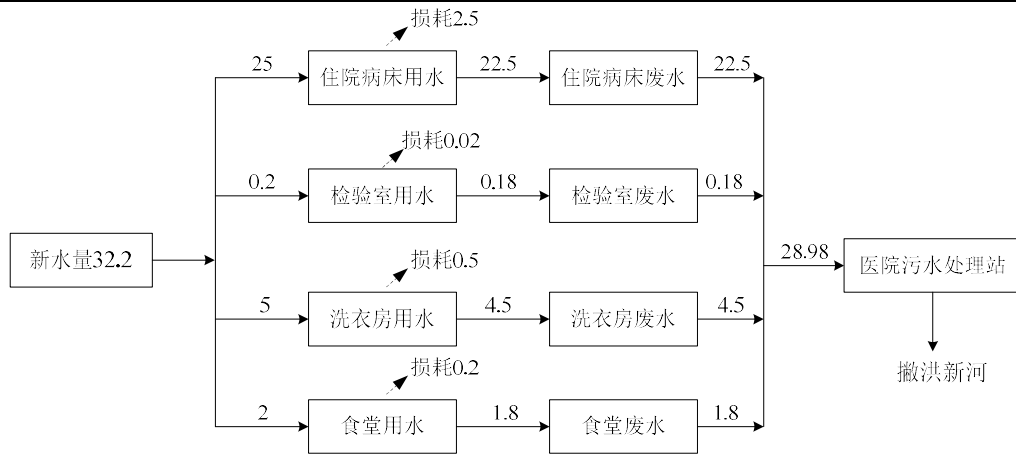 损耗2.5
25
住院病床用水
22.5
住院病床废水
22.5
损耗0.02
0.2
检验室用水
0.18
检验室废水
0.18
新水量32.2
损耗0.5
5
洗衣房用水
4.5
洗衣房废水
4.5
28.98
医院污水处理站
撇洪新河
损耗0.2
2
食堂用水
1.8
食堂废水
1.8